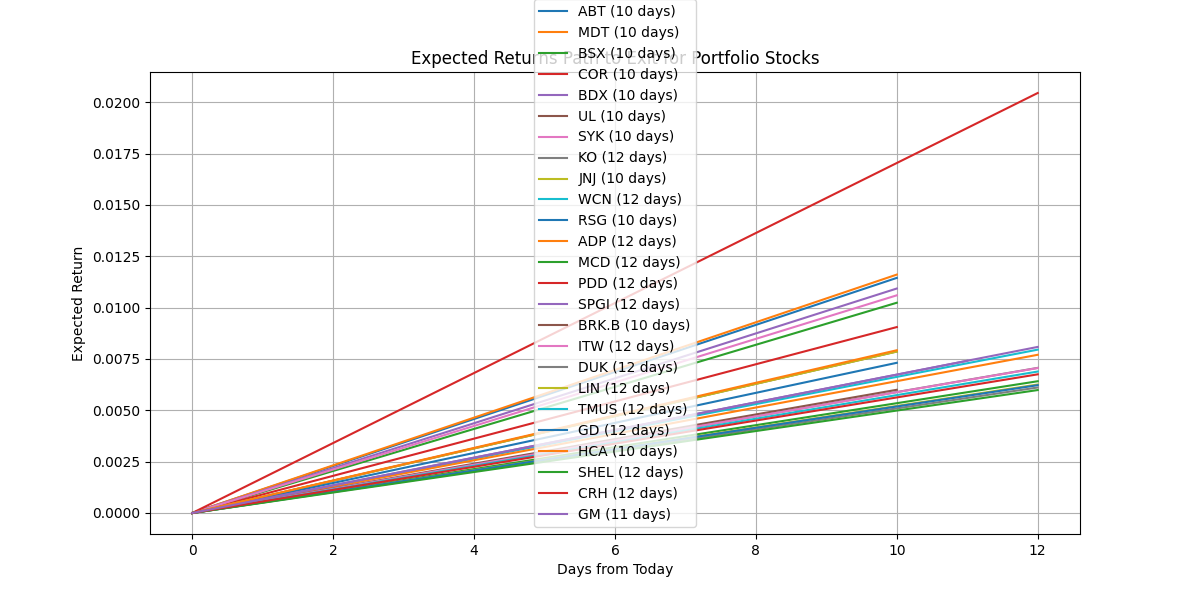 Expected Returns Path to Exit for Portfolio Stocks
ABT (10 days)
MDT (10 days)
BSX (10 days)
COR (10 days)
BDX (10 days)
UL (10 days)
SYK (10 days)
KO (12 days)
JNJ (10 days)
WCN (12 days)
RSG (10 days)
ADP (12 days)
MCD (12 days)
PDD (12 days)
SPGI (12 days)
BRK.B (10 days)
ITW (12 days)
DUK (12 days)
LIN (12 days)
TMUS (12 days)
GD (12 days)
HCA (10 days)
SHEL (12 days)
CRH (12 days)
GM (11 days)
Expected Return
0.0200
0.0175
0.0150
0.0125
0.0100
0.0075
0.0050
0.0025
0.0000
0
2
4
6
8
10
12
Days from Today